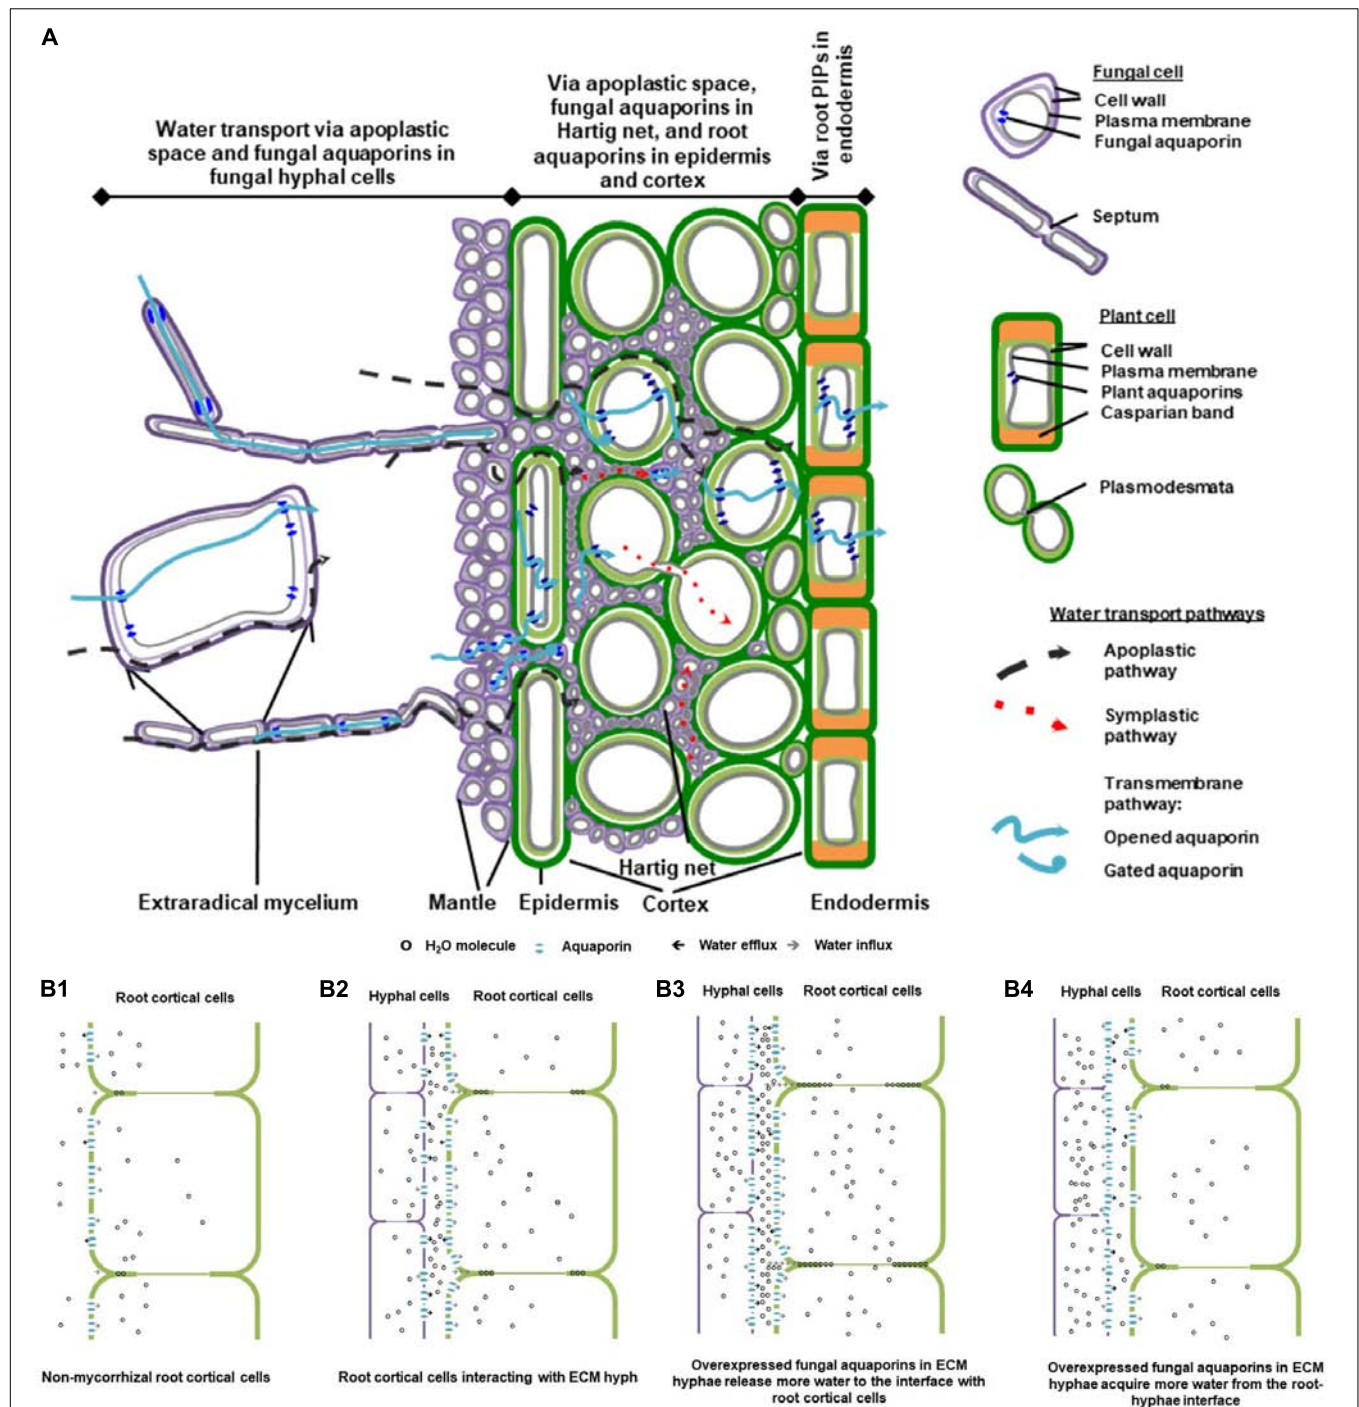 A
Water transport via apoplastic
space and fungal aquaporins in
fungal hyphal cells
Via apoplastic space,
fungal aquaporins in
Hartig net, and root
aquaporins in epidermis
and cortex
Via root PIPs in
endodermis
Fungal cell
Cell wall
Plasma membrane
Fungal aquaporin
Septum
Plant cell
Cell wall
Plasma membrane
Plant aquaporins
Casparian band
Plasmodesmata
Water transport pathways
Apoplastic
pathway
Symplastic
pathway
Transmembrane
pathway:
Opened aquaporin
Gated aquaporin
Hartig net
Extraradical mycelium
Mantle
Epidermis
Cortex
Endodermis
H₂O molecule
Aquaporin
Water efflux
Water influx
B1
Root cortical cells
Non-mycorrhizal root cortical cells
B2
Hyphal cells
Root cortical cells
Root cortical cells interacting with ECM hyph
B3
Hyphal cells
Root cortical cells
Overexpressed fungal aquaporins in ECM
hyphae release more water to the interface with
root cortical cells
B4
Hyphal cells
Root cortical cells
Overexpressed fungal aquaporins in ECM
hyphae acquire more water from the root-
hyphae interface